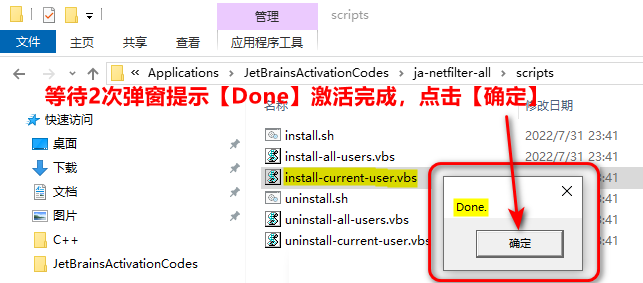 管理
scripts
文件
主页
共享
查看
应用程序工具
« Applications > JetBrainsActivationCodes > ja-netfilter-all > scripts
等待2次弹窗提示【Done】激活完成，点击【确定】
名称
修改日期
快速访问
桌面
下载
文档
图片
C++
JetBrainsActivationCodes
install.sh
2022/7/31 23:41
install-all-users.vbs
2022/7/31 23:41
install-current-user.vbs
:41
uninstall.sh
3:41
uninstall-all-users.vbs
3:41
uninstall-current-user.vbs
3:41
Done.
确定